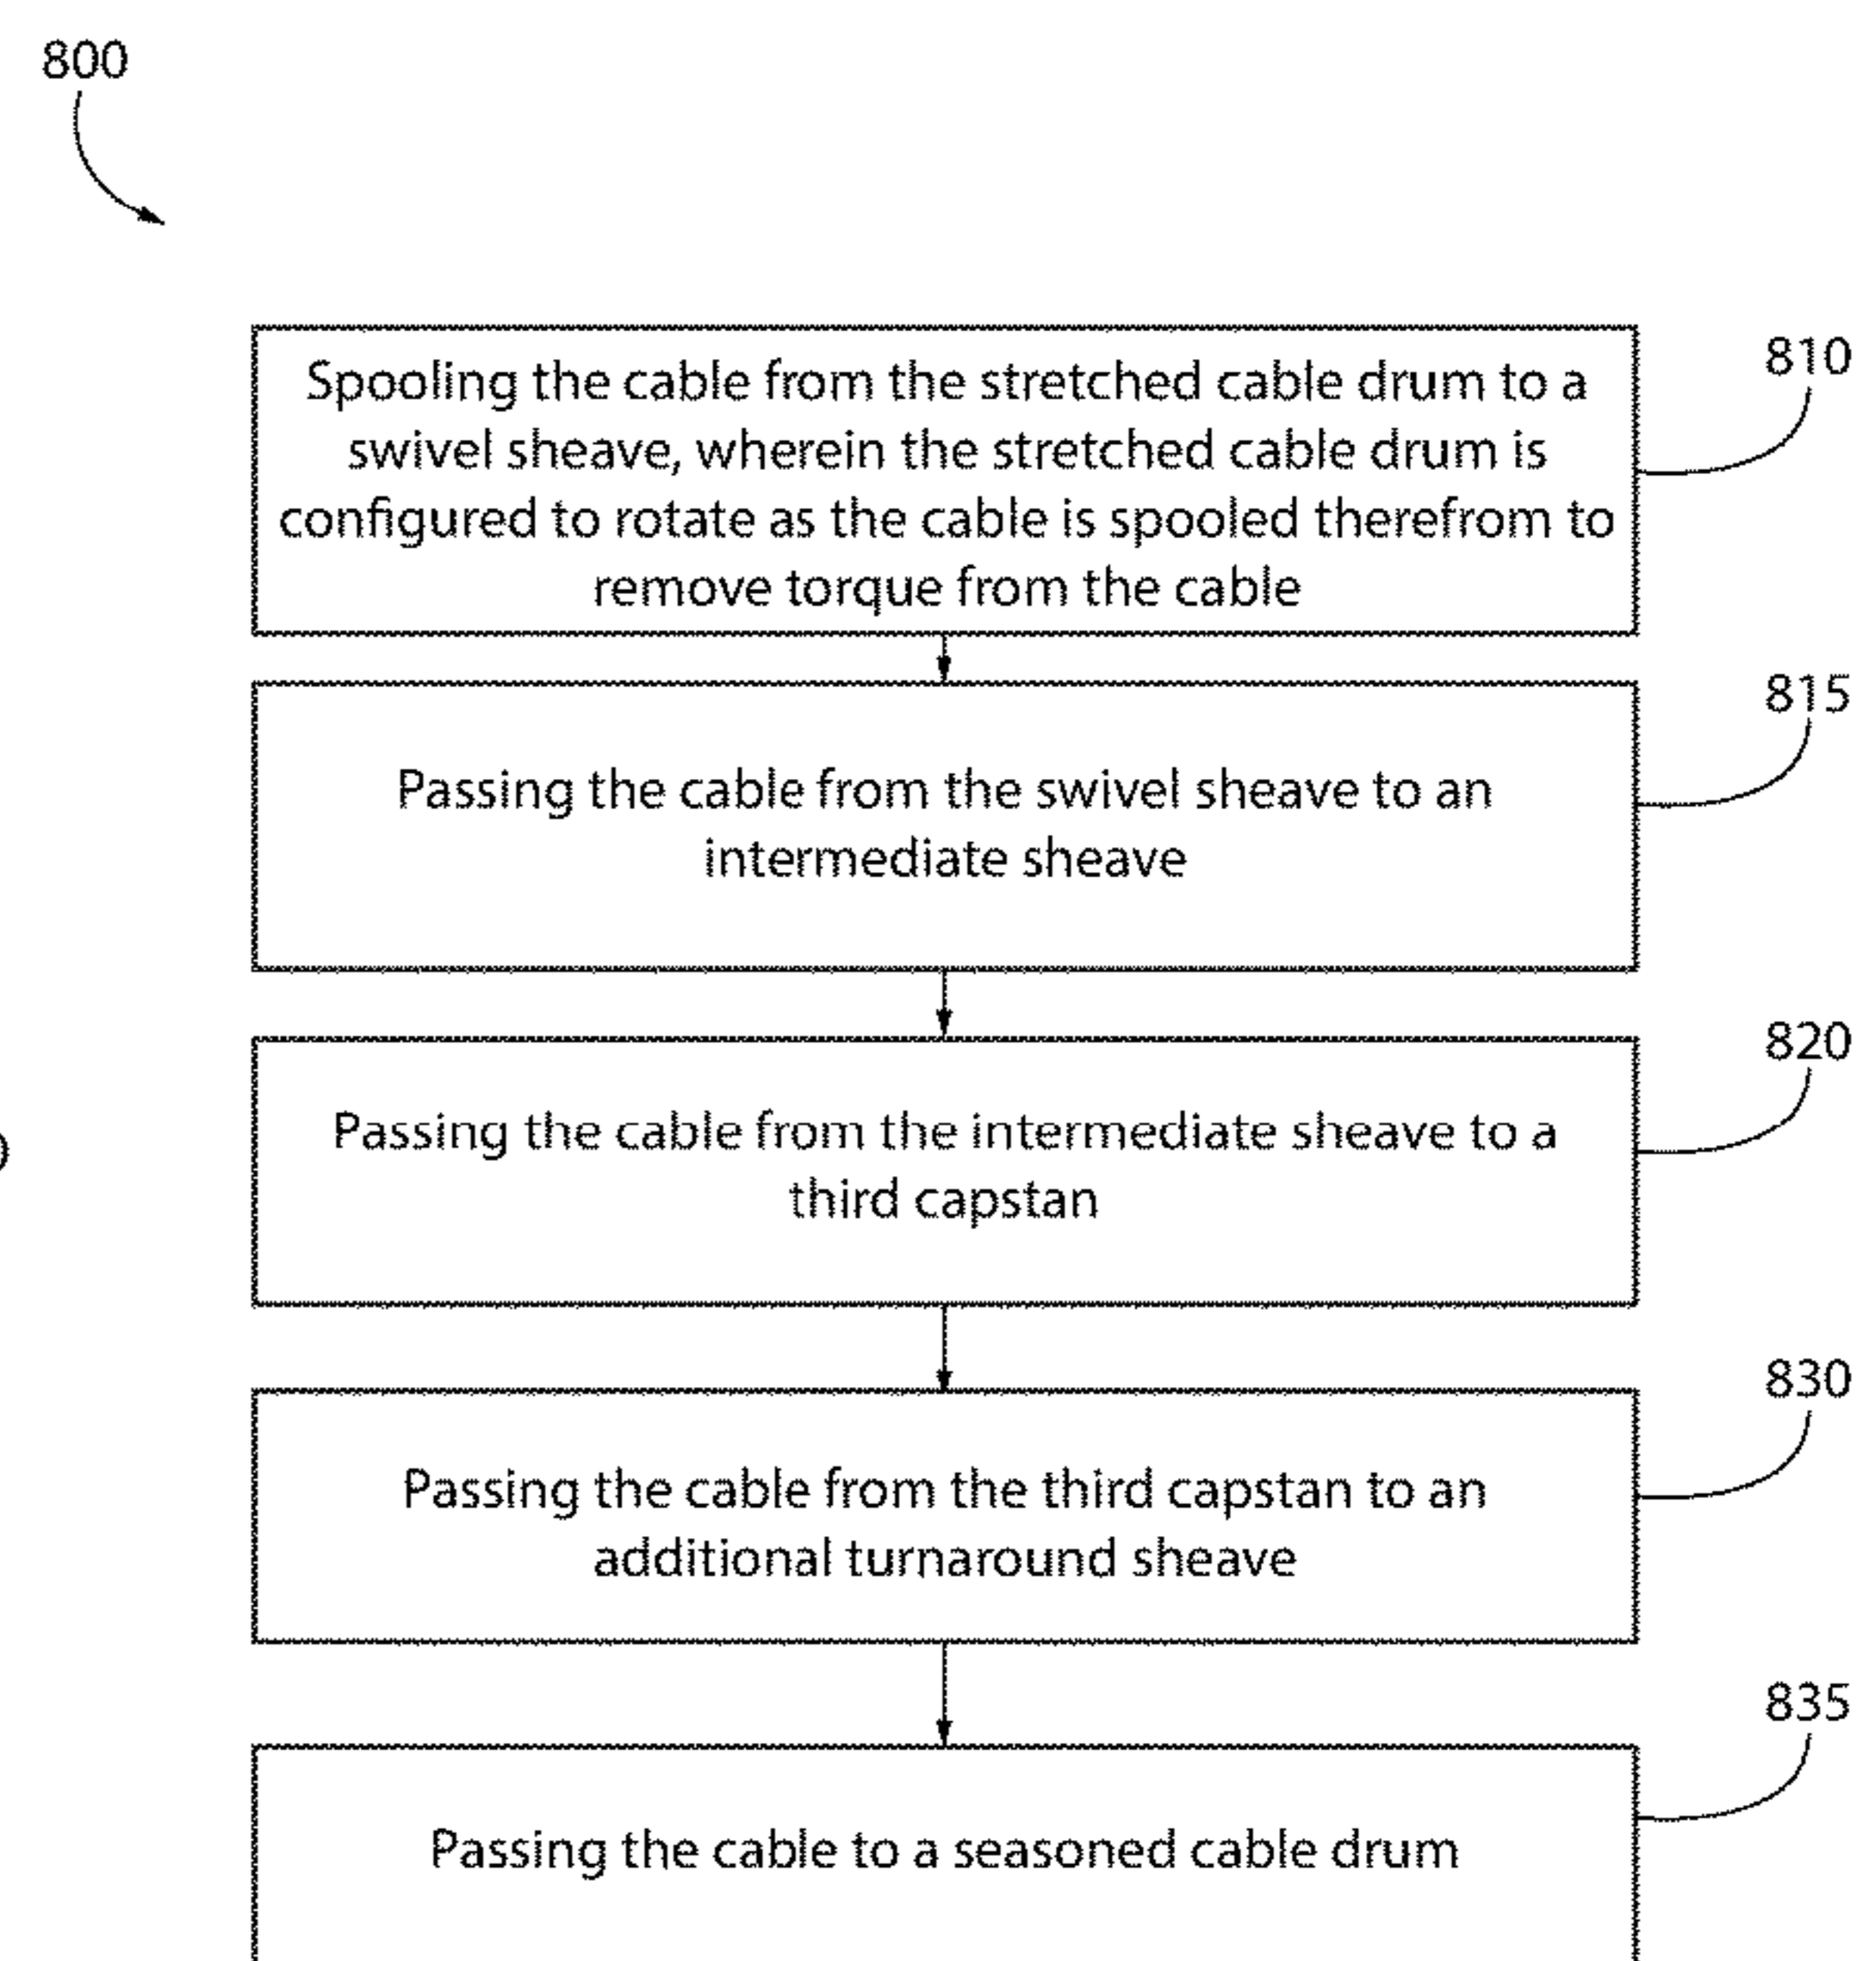 800
810
Spooling the cable from the stretched cable drum to a
swivel sheave, wherein the stretched cable drum is
configured to rotate as the cable is spooled therefrom to
remove torque from the cable
815
Passing the cable from the swivel sheave to an
intermediate sheave
820
Passing the cable from the intermediate sheave to a
third capstan
830
Passing the cable from the third capstan to an
additional turnaround sheave
835
Passing the cable to a seasoned cable drum